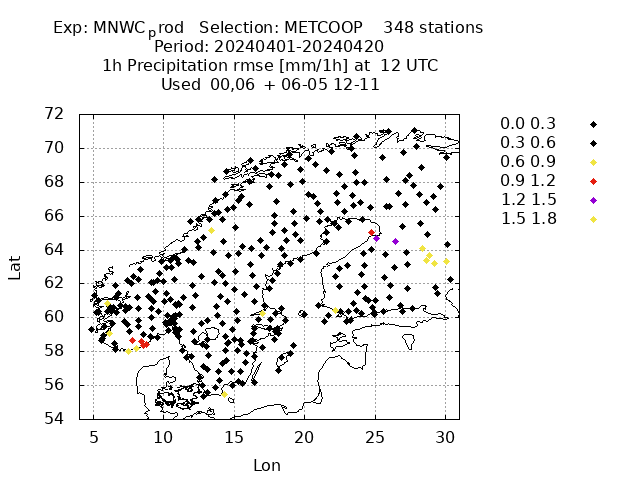 Exp: MNWCprod   Selection: METCOOP    348 stations
Period: 20240401-20240420
1h Precipitation rmse [mm/1h] at  12 UTC
Used  00,06  + 06-05 12-11
72
70
68
66
64
62
60
58
56
54
Lat
5 10 15 20 25 30
Lon
0.0 0.3
0.3 0.6
0.6 0.9
0.9 1.2
1.2 1.5
1.5 1.8